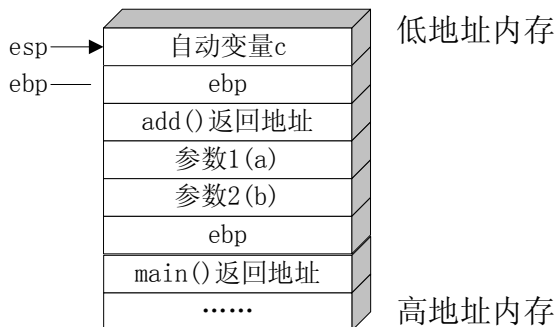 低地址内存
esp
自动变量c
ebp
ebp
add()返回地址
参数1(a)
参数2(b)
ebp
main()返回地址
……
高地址内存